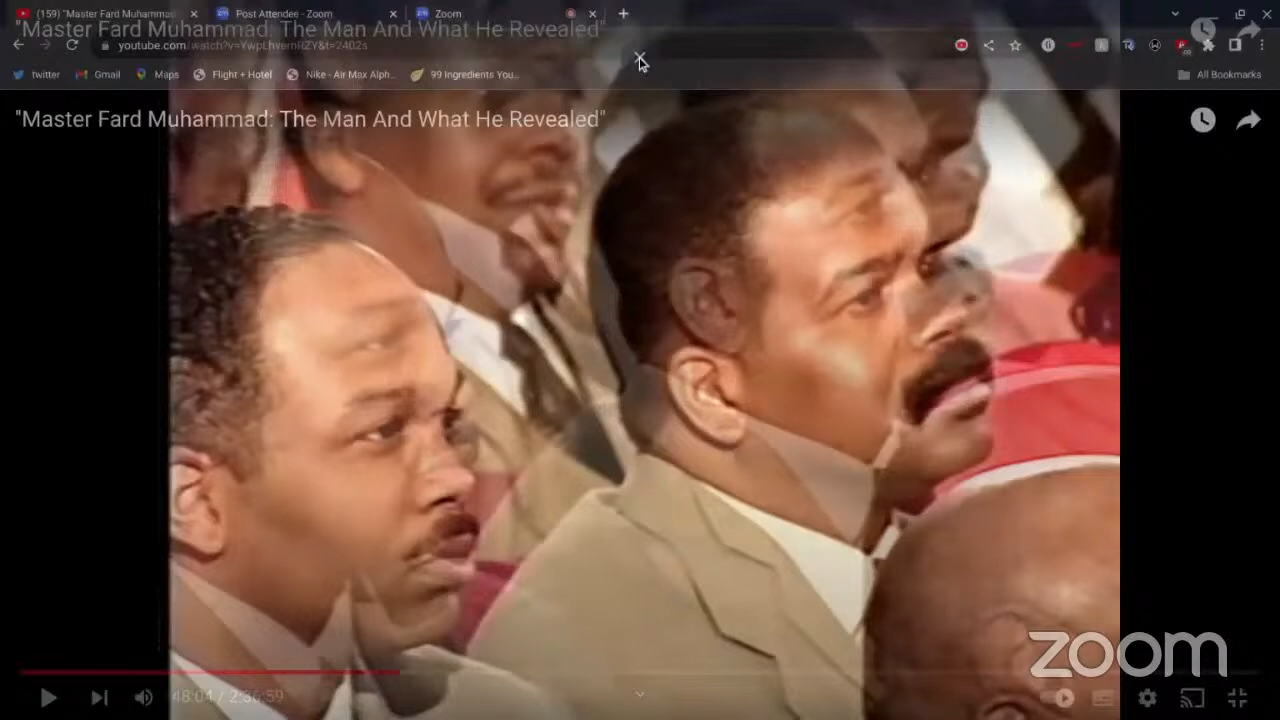 (159) "Master Fard Muhammad
Post Attendee - Zoom
Zoom
"Master Fard Muhammad: The Man And What He Revealed"
youtube.com/watch?v=YwpLhvemRZY&t=2402s
twitter
Gmail
Maps
Flight + Hotel
Nike - Air Max Alph...
99 Ingredients You...
All Bookmarks
"Master Fard Muhammad: The Man And What He Revealed"
zoom
48:04 / 2:36:59